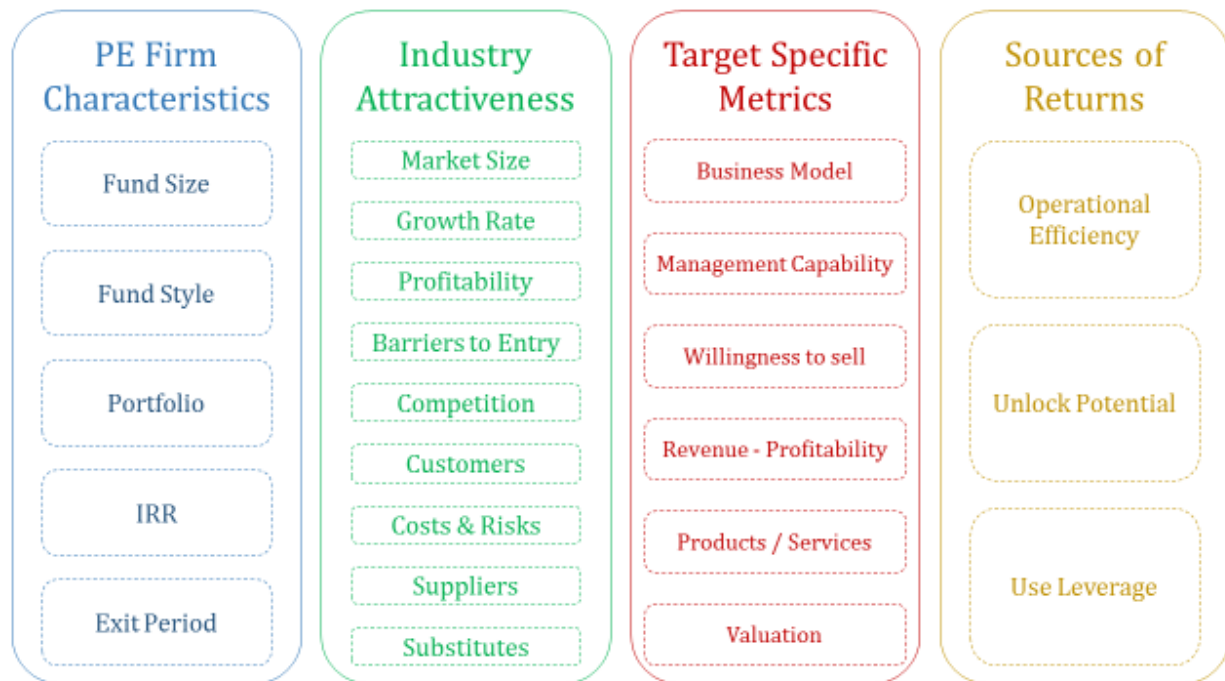 PE Firm
Characteristics
Fund Size
Fund Style
Portfolio
IRR
Exit Period
Industry
Attractiveness
Market Size
Growth Rate
Profitability
Barriers to Entry
Competition
Customers
Costs & Risks
Suppliers
Substitutes
Target Specific
Metrics
Business Model
Management Capability
Willingness to sell
Revenue - Profitability
Products / Services
Valuation
Sources of
Returns
Operational
Efficiency
Unlock Potential
Use Leverage